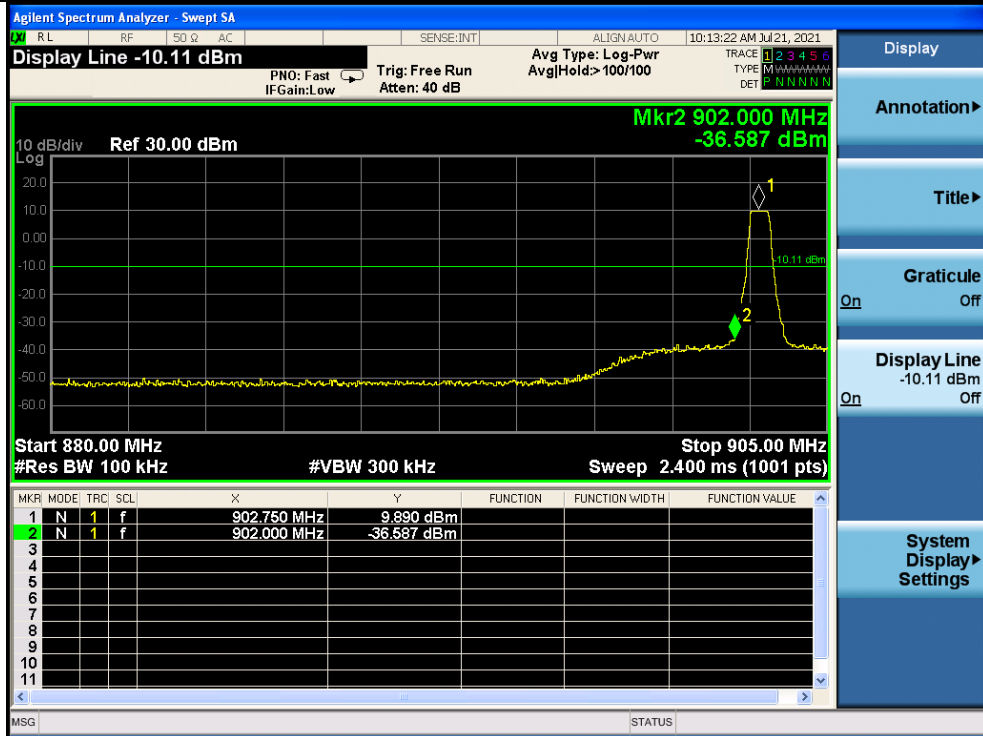 Agilent Spectrum Analyzer - Swept SA
LXI RL RF 50 Ω AC SENSE:INT ALIGN AUTO 10:13:22 AM Jul 21, 2021
Display Line -10.11 dBm
PNO: Fast
IFGain:Low
Trig: Free Run
Atten: 40 dB
Avg Type: Log-Pwr
Avg|Hold:>100/100
TRACE 1 2 3 4 5 6
TYPE M WWWWW
DET P N N N N N
Mkr2 902.000 MHz
-36.587 dBm
10 dB/div Ref 30.00 dBm
Log
20.0
10.0
0.00
-10.0
-20.0
-30.0
-40.0
-50.0
-60.0
1
-10.11 dBm
2
Start 880.00 MHz Stop 905.00 MHz
#Res BW 100 kHz #VBW 300 kHz Sweep 2.400 ms (1001 pts)
MKR MODE TRC SCL X Y FUNCTION FUNCTION WIDTH FUNCTION VALUE
1 N 1 f 902.750 MHz 9.890 dBm
2 N 1 f 902.000 MHz -36.587 dBm
3
4
5
6
7
8
9
10
11
MSG STATUS
Display
Annotation
Title
Graticule
On Off
Display Line
-10.11 dBm
On Off
System
Display
Settings